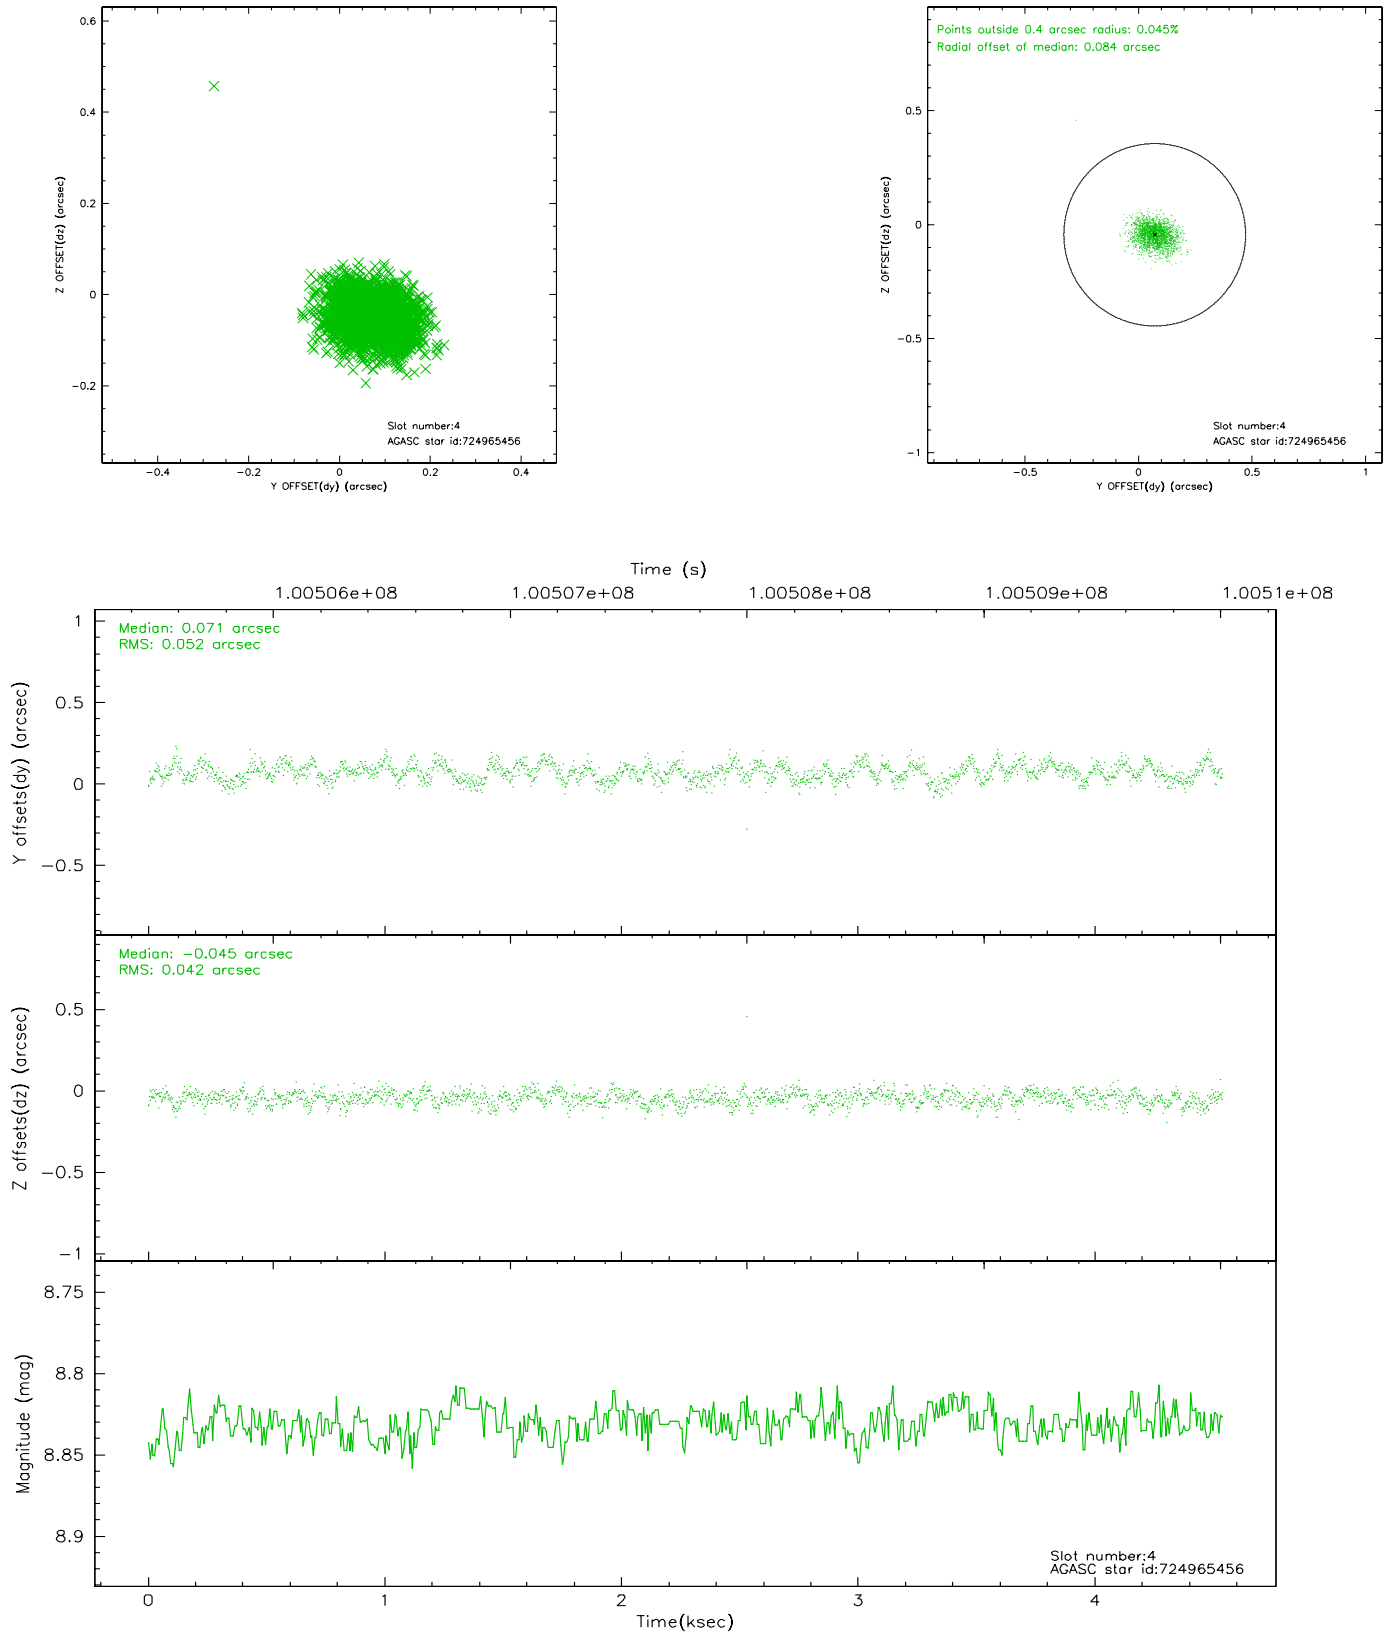 0.6
0.4
0.2
0
−0.2
Z OFFSET(dz) (arcsec)
Slot number:4
AGASC star id:724965456
−0.4
−0.2
0
0.2
0.4
Y OFFSET(dy) (arcsec)
Points outside 0.4 arcsec radius: 0.045%
Radial offset of median: 0.084 arcsec
0.5
0
−0.5
−1
Z OFFSET(dz) (arcsec)
Slot number:4
AGASC star id:724965456
−0.5
0
0.5
1
Y OFFSET(dy) (arcsec)
Time (s)
1.00506e+08
1.00507e+08
1.00508e+08
1.00509e+08
1.0051e+08
Median: 0.071 arcsec
RMS: 0.052 arcsec
1
0.5
0
−0.5
Y offsets(dy) (arcsec)
Median: −0.045 arcsec
RMS: 0.042 arcsec
0.5
0
−0.5
−1
Z offsets(dz) (arcsec)
8.75
8.8
8.85
8.9
Magnitude (mag)
Slot number:4
AGASC star id:724965456
0
1
2
3
4
Time(ksec)